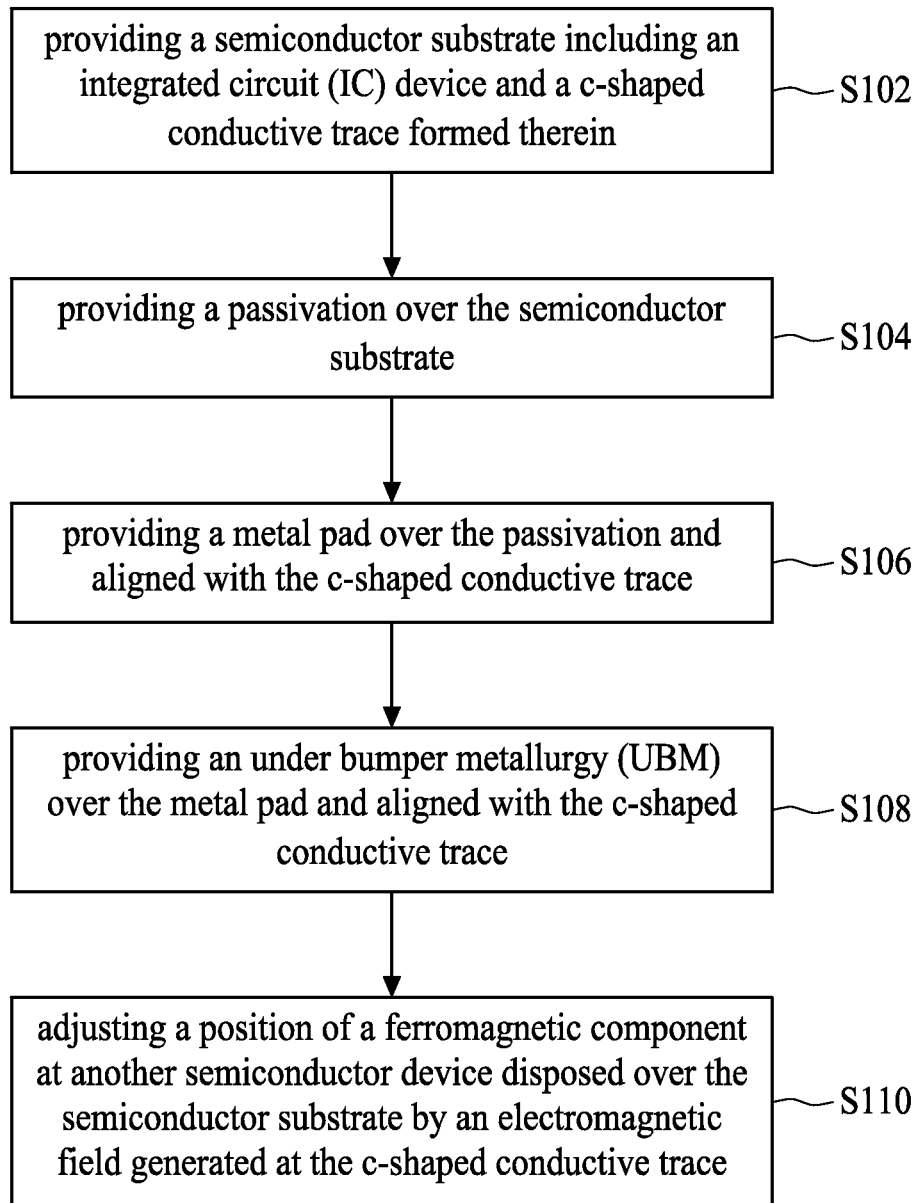 providing a semiconductor substrate including an
integrated circuit (IC) device and a c-shaped
conductive trace formed therein
S102
providing a passivation over the semiconductor
substrate
S104
providing a metal pad over the passivation and
aligned with the c-shaped conductive trace
S106
providing an under bumper metallurgy (UBM)
over the metal pad and aligned with the c-shaped
conductive trace
S108
adjusting a position of a ferromagnetic component
at another semiconductor device disposed over the
semiconductor substrate by an electromagnetic
field generated at the c-shaped conductive trace
S110